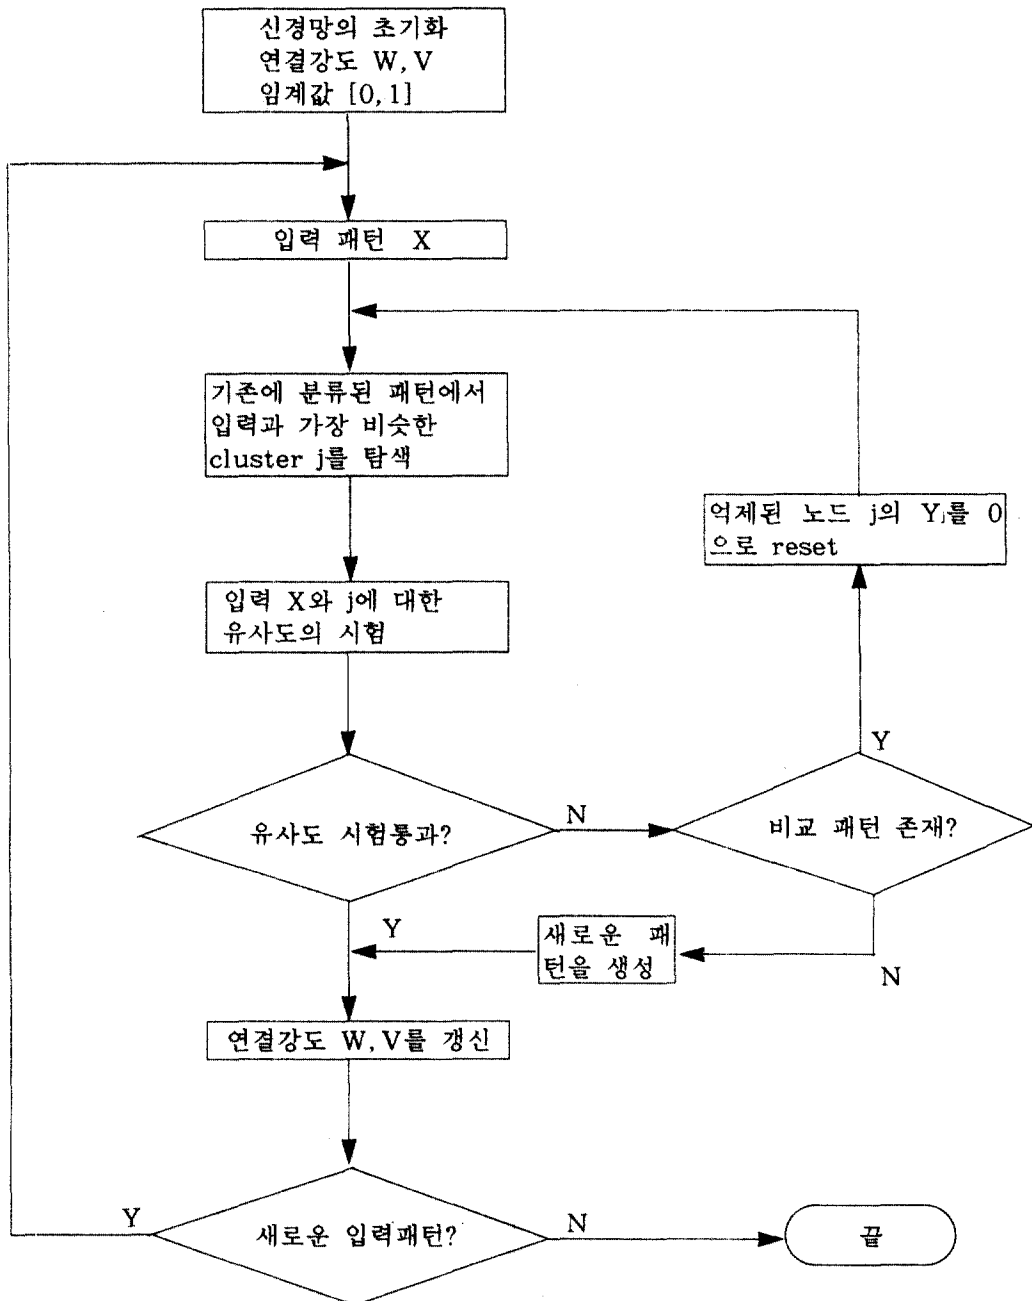 신경망의 초기화
연결강도 W, V
임계값 [0, 1]
입력 패턴 X
기존에 분류된 패턴에서
입력과 가장 비슷한
cluster j를 탐색
억제된 노드 j의 Yj를 0
으로 reset
입력 X와 j에 대한
유사도의 시험
Y
유사도 시험통과?
N
비교 패턴 존재?
Y
새로운 패
턴을 생성
N
연결강도 W, V를 갱신
Y
새로운 입력패턴?
N
끝